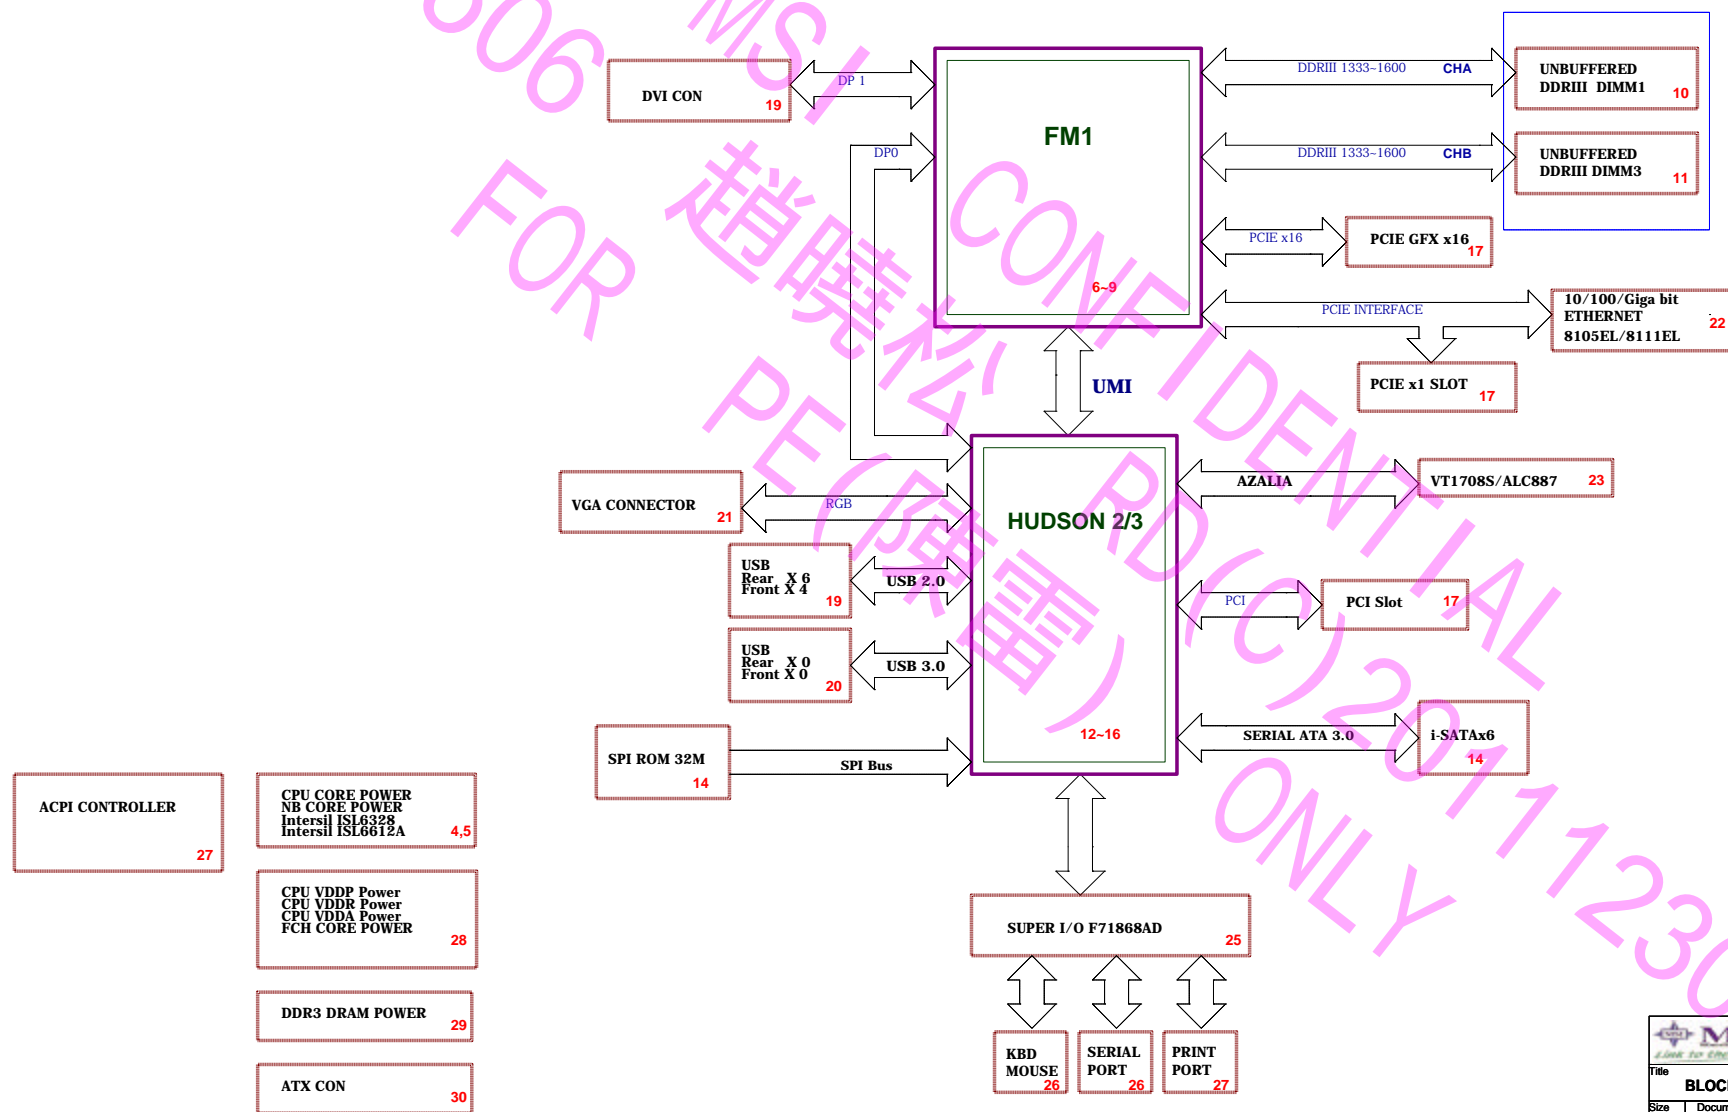 DVI CON
19
DP 1
DP0
FM1
6~9
DDRIII 1333~1600 CHA
UNBUFFERED
DDRIII DIMM1
10
DDRIII 1333~1600 CHB
UNBUFFERED
DDRIII DIMM3
11
PCIE x16
PCIE GFX x16
17
PCIE INTERFACE
10/100/Giga bit
ETHERNET
8105EL/8111EL
22
PCIE x1 SLOT
17
UMI
HUDSON 2/3
12~16
VGA CONNECTOR
21
RGB
USB
Rear X 6
Front X 4
19
USB 2.0
USB
Rear X 0
Front X 0
20
USB 3.0
SPI ROM 32M
14
SPI Bus
AZALIA
VT1708S/ALC887
23
PCI
PCI Slot
17
SERIAL ATA 3.0
i-SATAx6
14
ACPI CONTROLLER
27
CPU CORE POWER
NB CORE POWER
Intersil ISL6328
Intersil ISL6612A
4,5
CPU VDDP Power
CPU VDDR Power
CPU VDDA Power
FCH CORE POWER
28
DDR3 DRAM POWER
29
ATX CON
30
SUPER I/O F71868AD
25
KBD
MOUSE
26
SERIAL
PORT
26
PRINT
PORT
27
MSI CONFIDENTIAL
趙曉松 RD(C)20111230
FOR PE(陳雷) ONLY
Title
Size